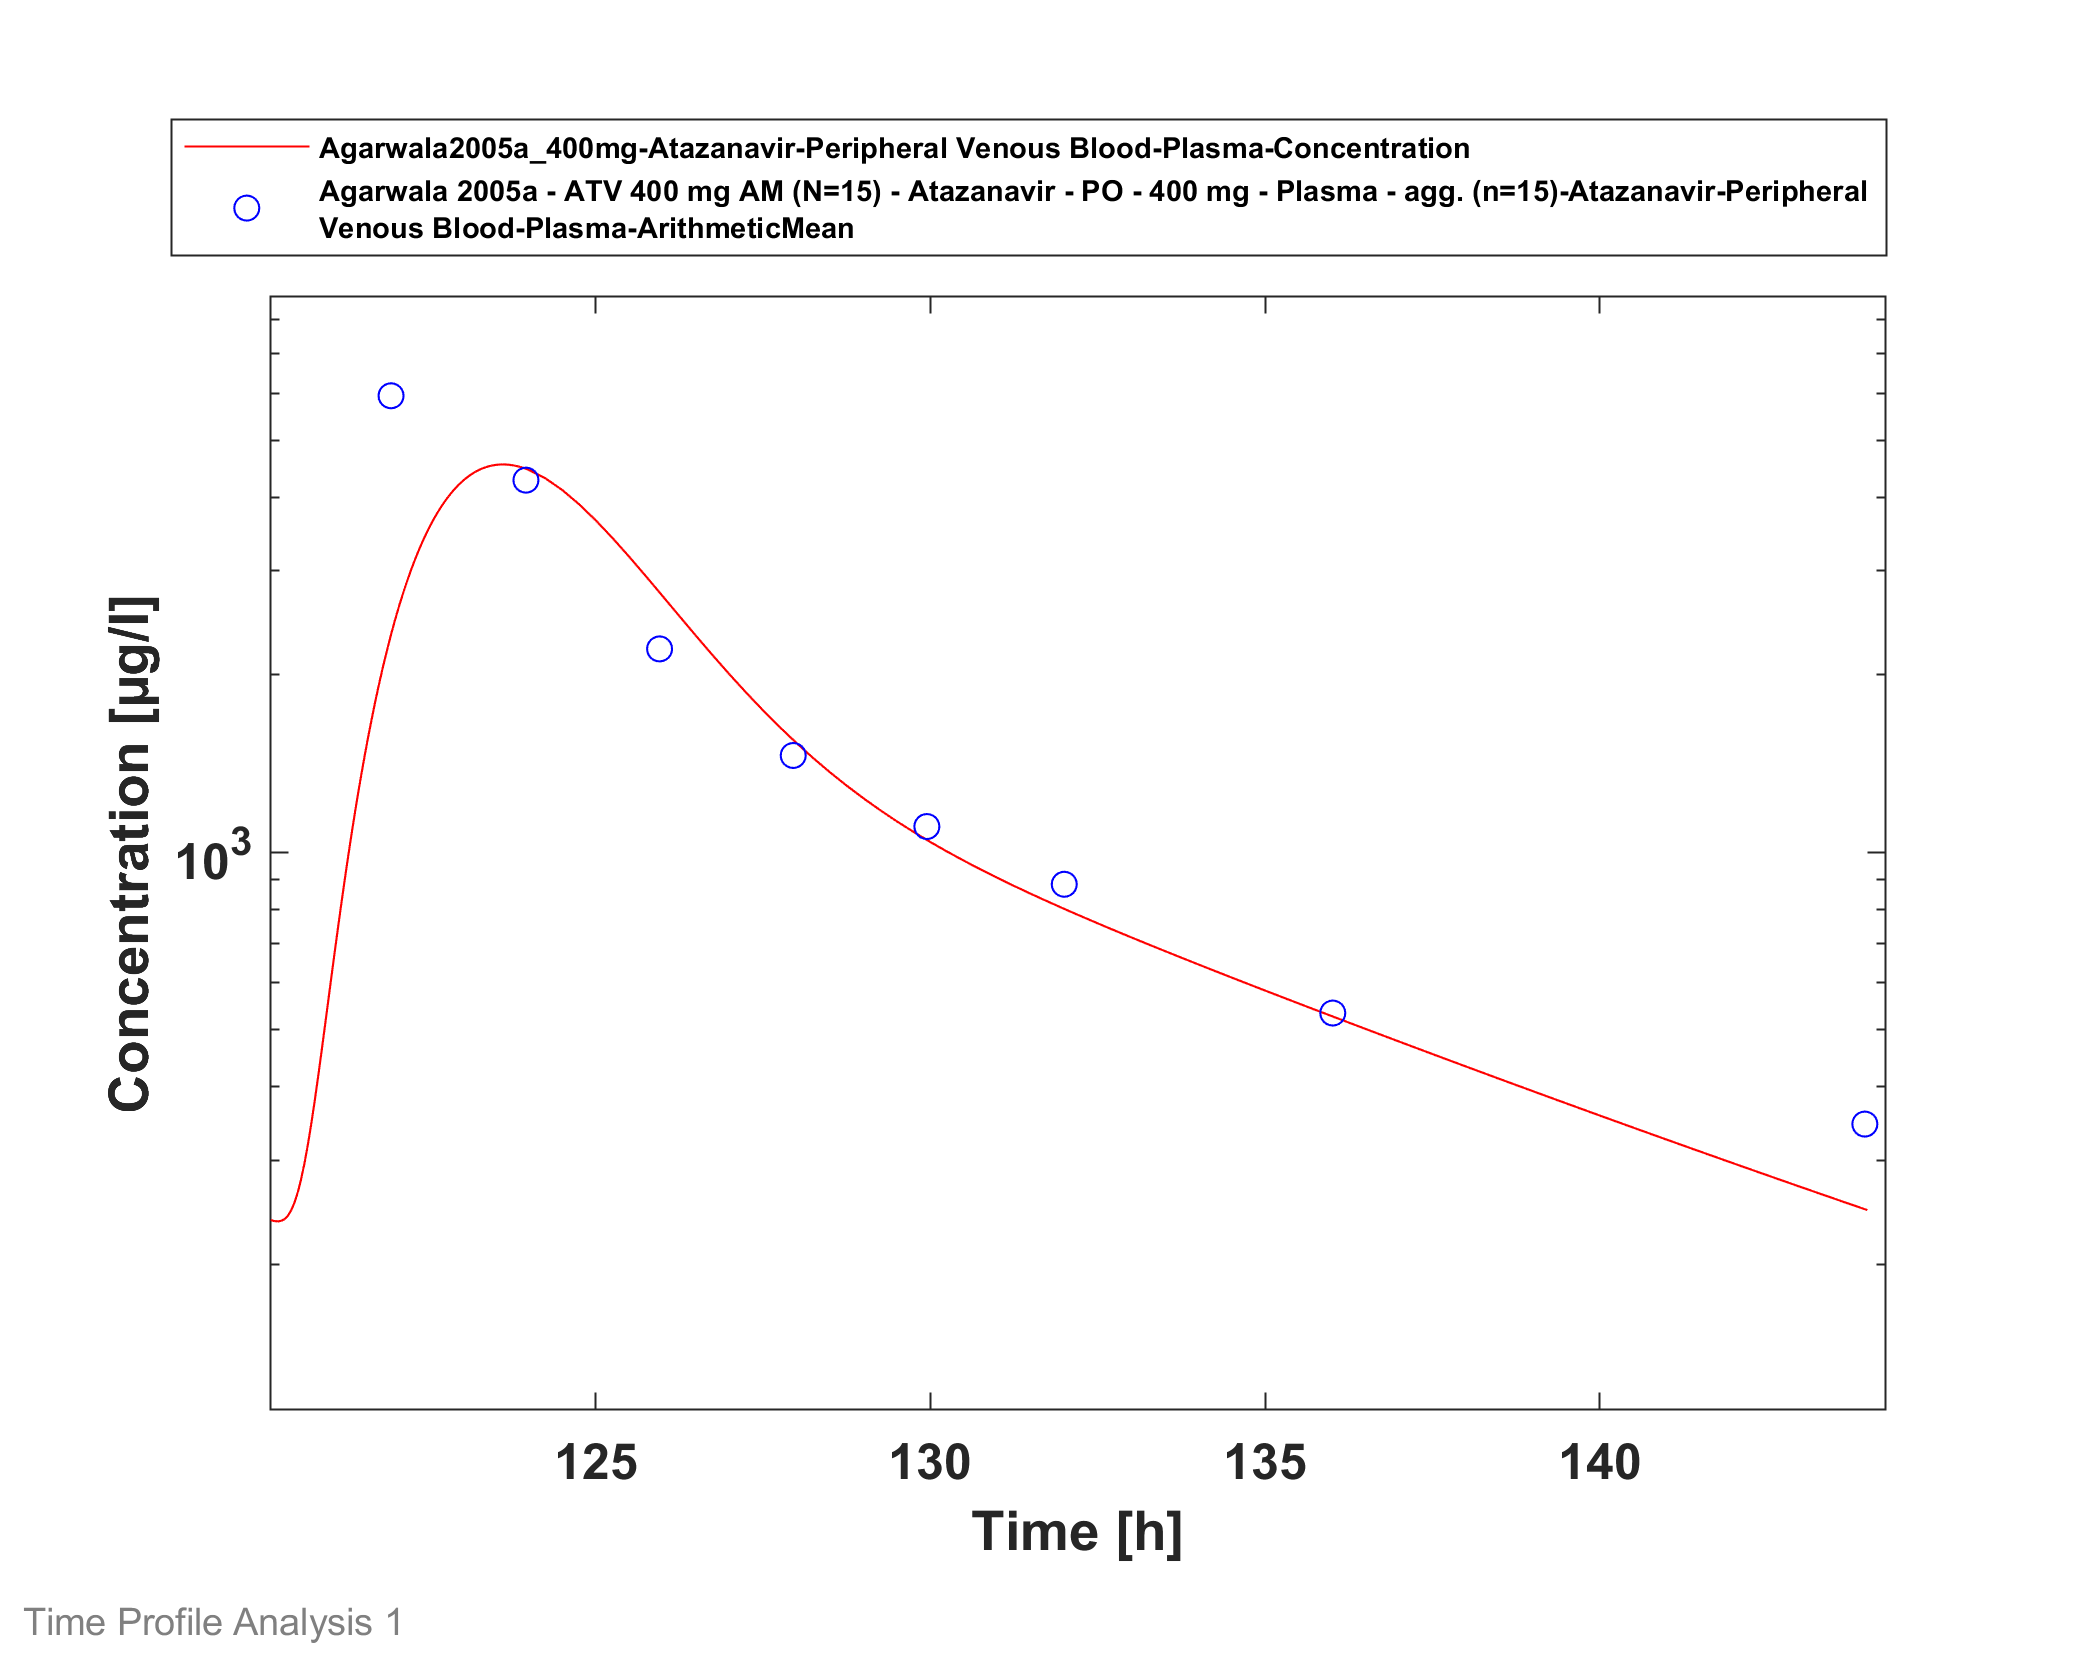 Agarwala2005a_400mg-Atazanavir-Peripheral Venous Blood-Plasma-Concentration
Agarwala 2005a - ATV 400 mg AM (N=15) - Atazanavir - PO - 400 mg - Plasma - agg. (n=15)-Atazanavir-Peripheral
Venous Blood-Plasma-ArithmeticMean
Concentration [µg/l]
10^3
125 130 135 140
Time [h]
Time Profile Analysis 1